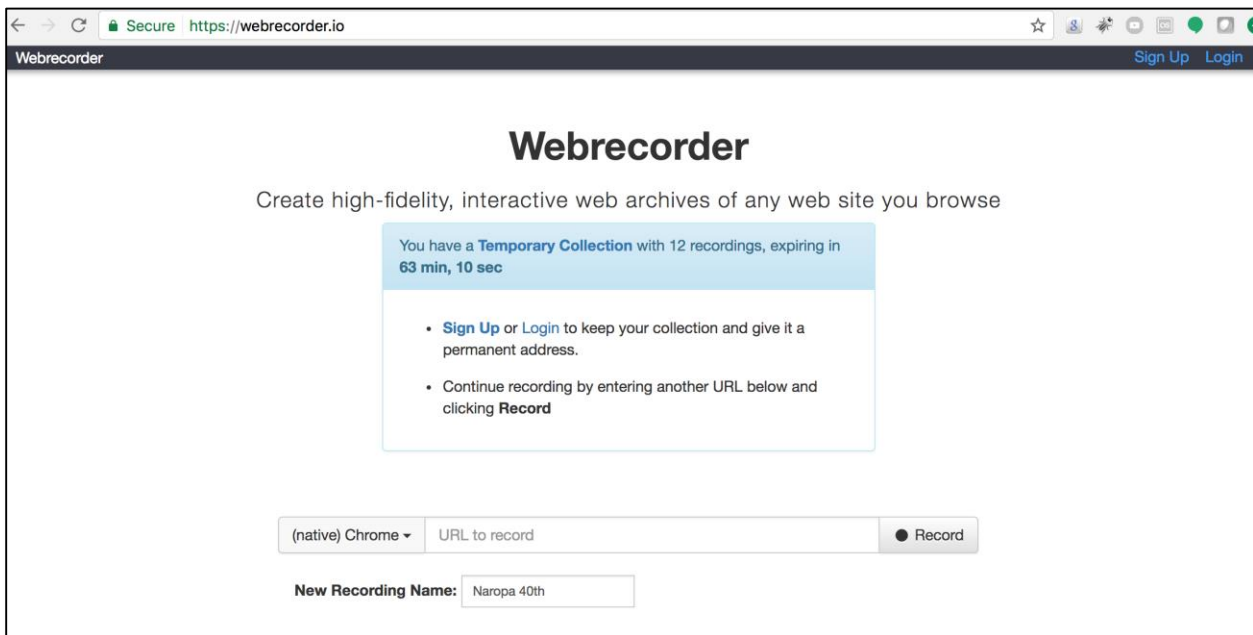 Secure https://webrecorder.io
Webrecorder Sign Up Login
Webrecorder
Create high-fidelity, interactive web archives of any web site you browse
You have a Temporary Collection with 12 recordings, expiring in
63 min, 10 sec
• Sign Up or Login to keep your collection and give it a
permanent address.
• Continue recording by entering another URL below and
clicking Record
(native) Chrome URL to record Record
New Recording Name: Naropa 40th